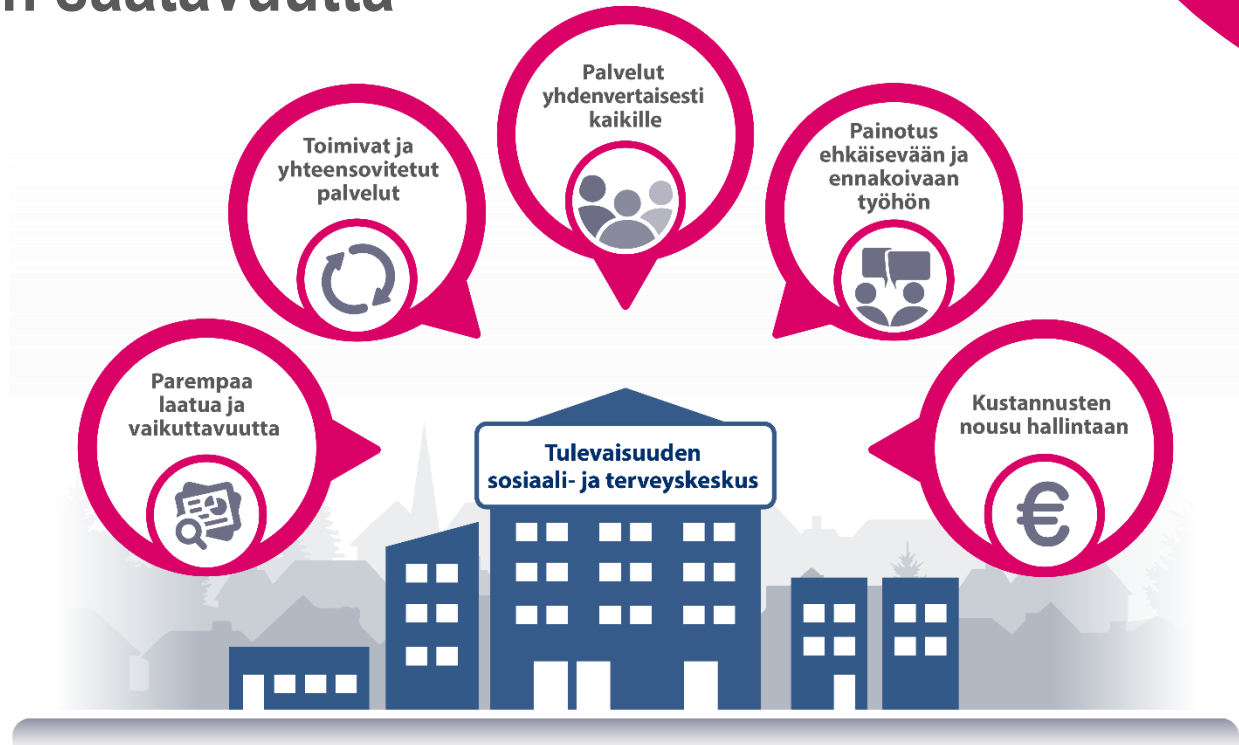 saatavuutta
Parempaa
laatua ja
vaikuttavuutta
Toimivat ja
yhteensovitetut
palvelut
Palvelut
yhdenvertaisesti
kaikille
Painotus
ehkäisevään ja
ennakoivaan
työhön
Kustannusten
nousu hallintaan
€
Tulevaisuuden
sosiaali- ja terveyskeskus